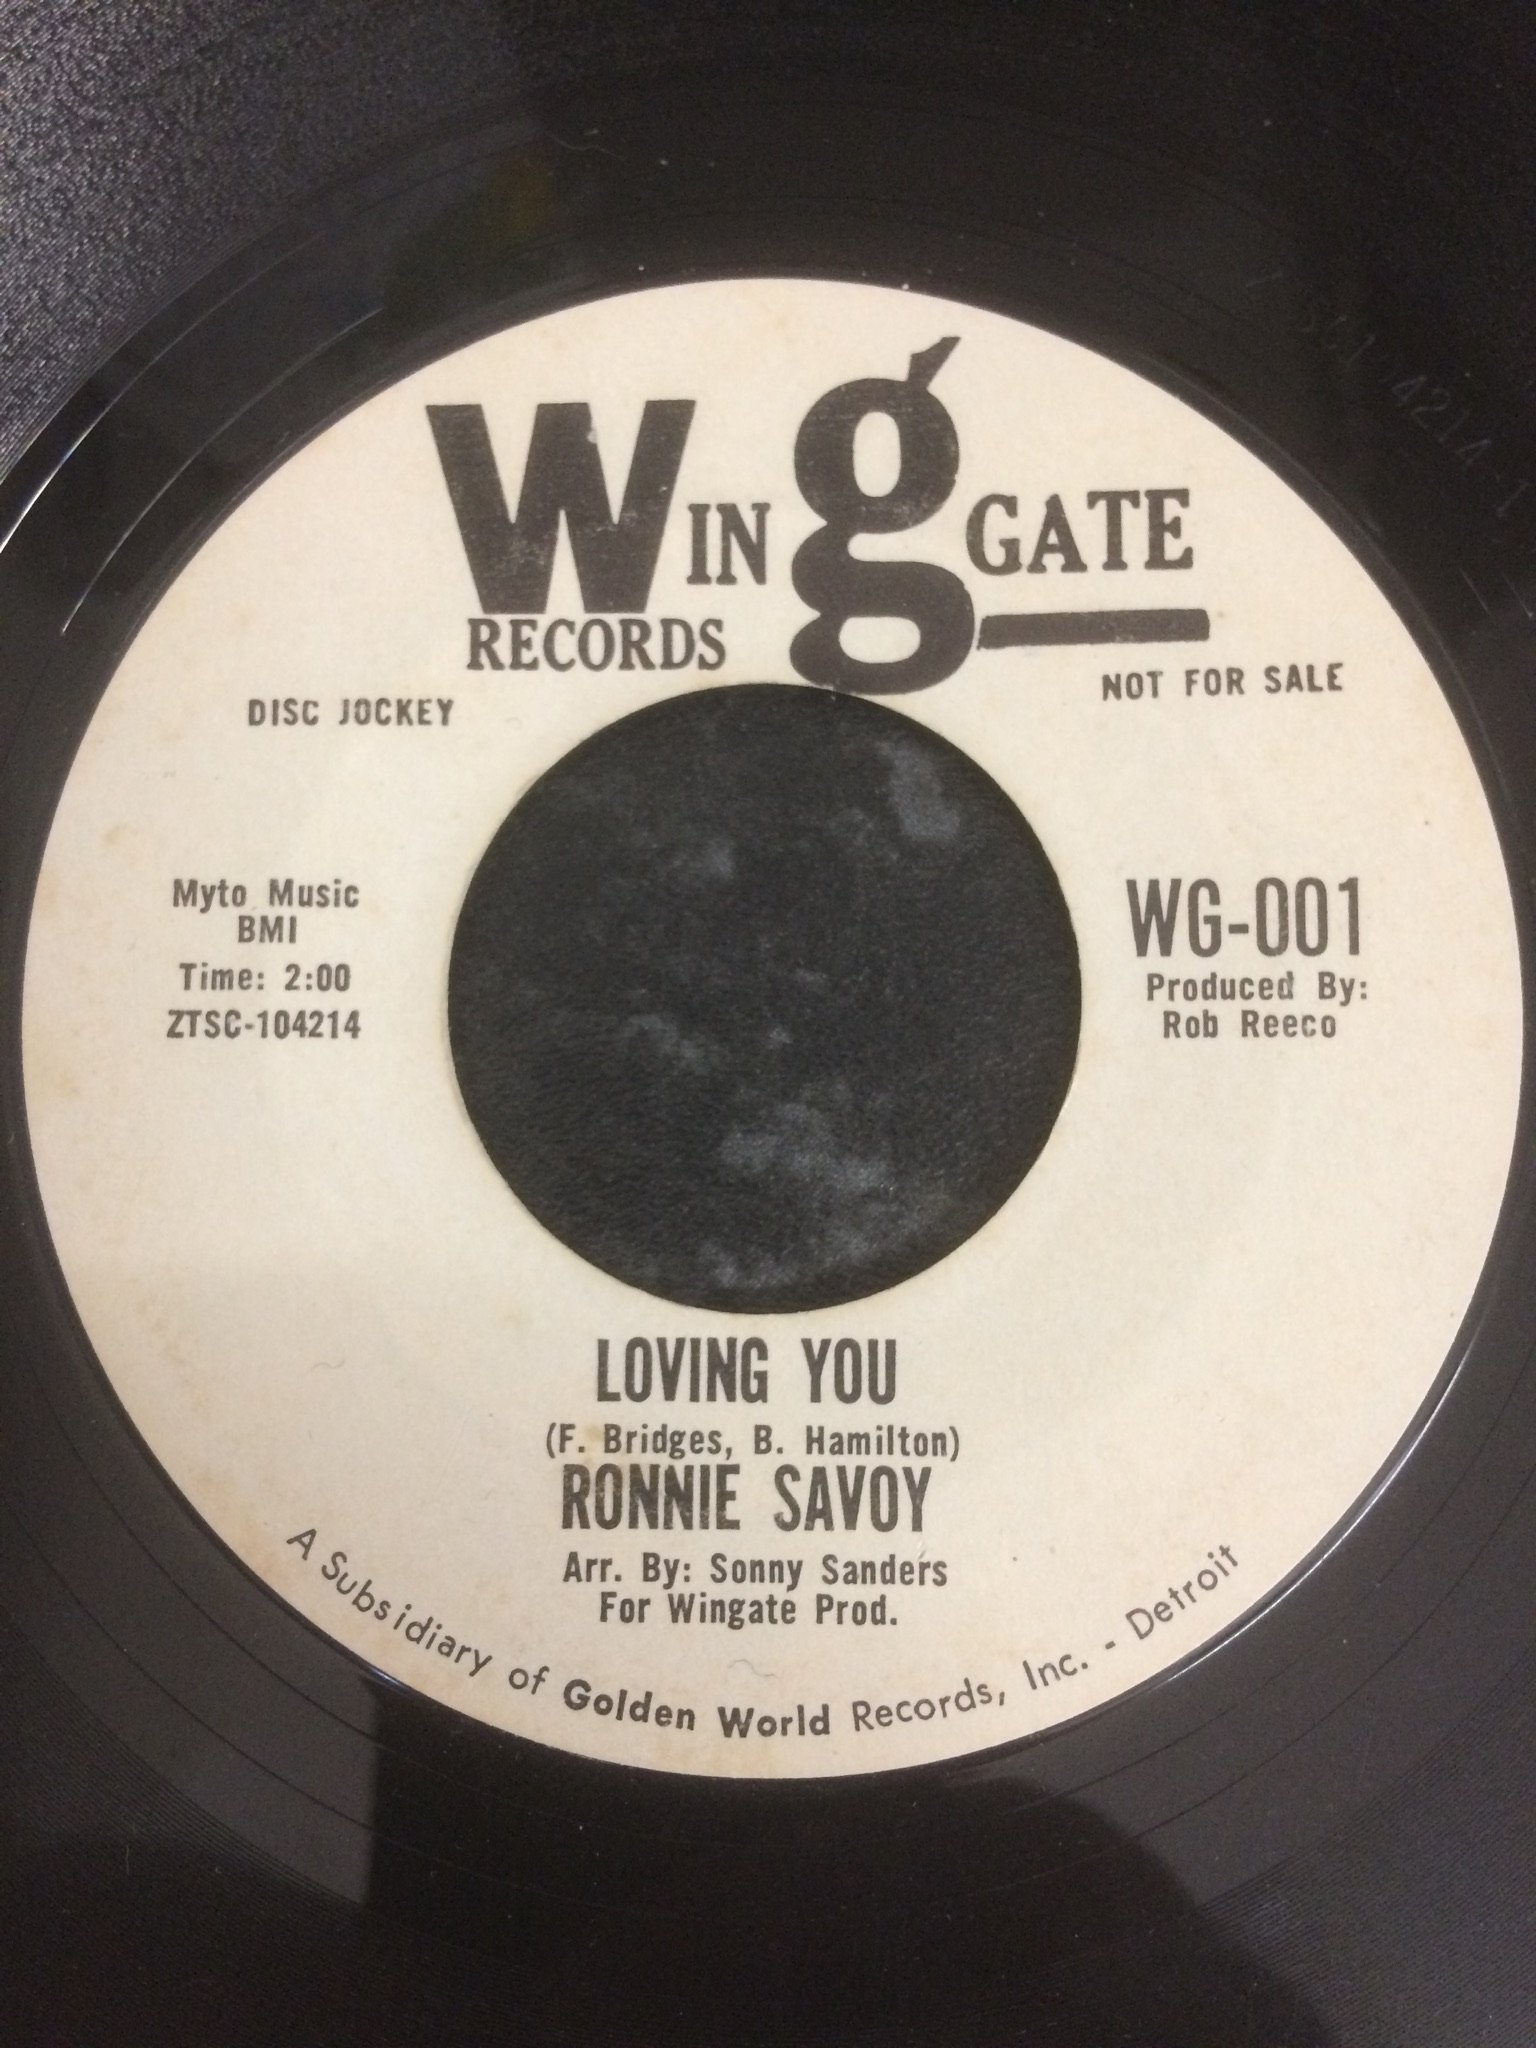 WIN g GATE
RECORDS
DISC JOCKEY
NOT FOR SALE
Myto Music
BMI
Time: 2:00
ZTSC-104214
WG-001
Produced By:
Rob Reeco
LOVING YOU
(F. Bridges, B. Hamilton)
RONNIE SAVOY
Arr. By: Sonny Sanders
For Wingate Prod.
A Subsidiary of Golden World Records, Inc. - Detroit